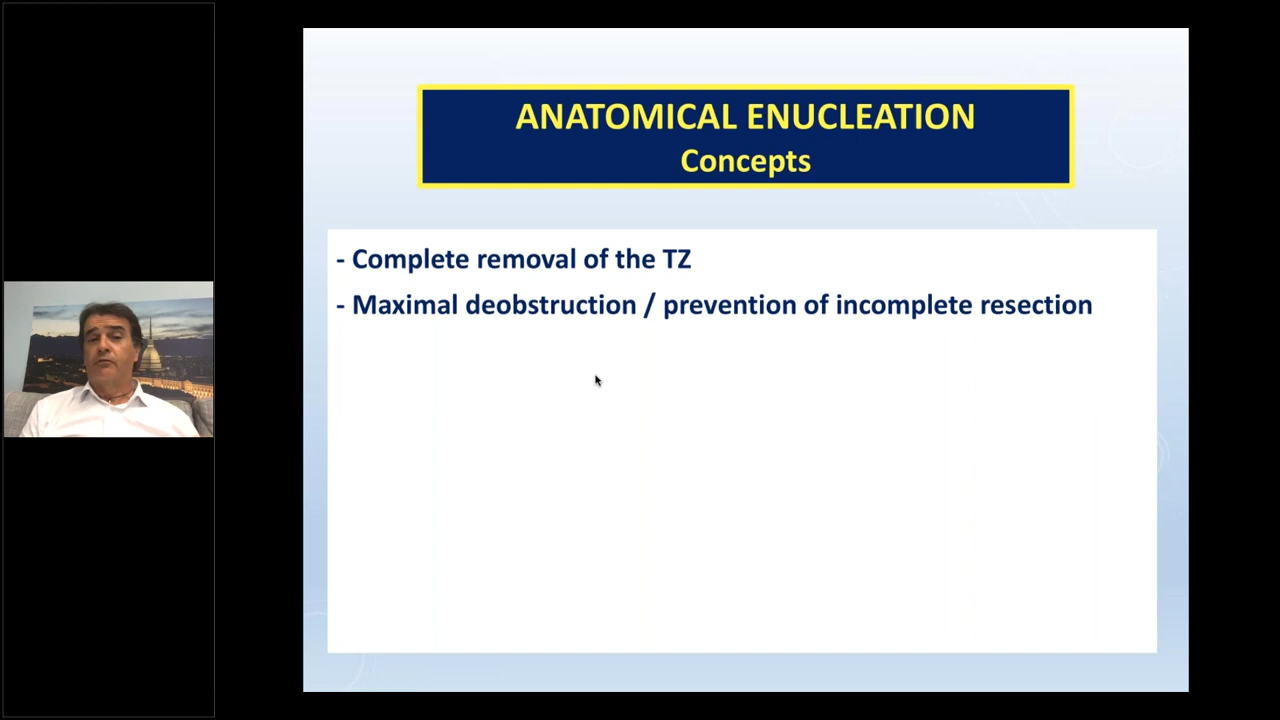 ANATOMICAL ENUCLEATION
Concepts
- Complete removal of the TZ
- Maximal deobstruction / prevention of incomplete resection